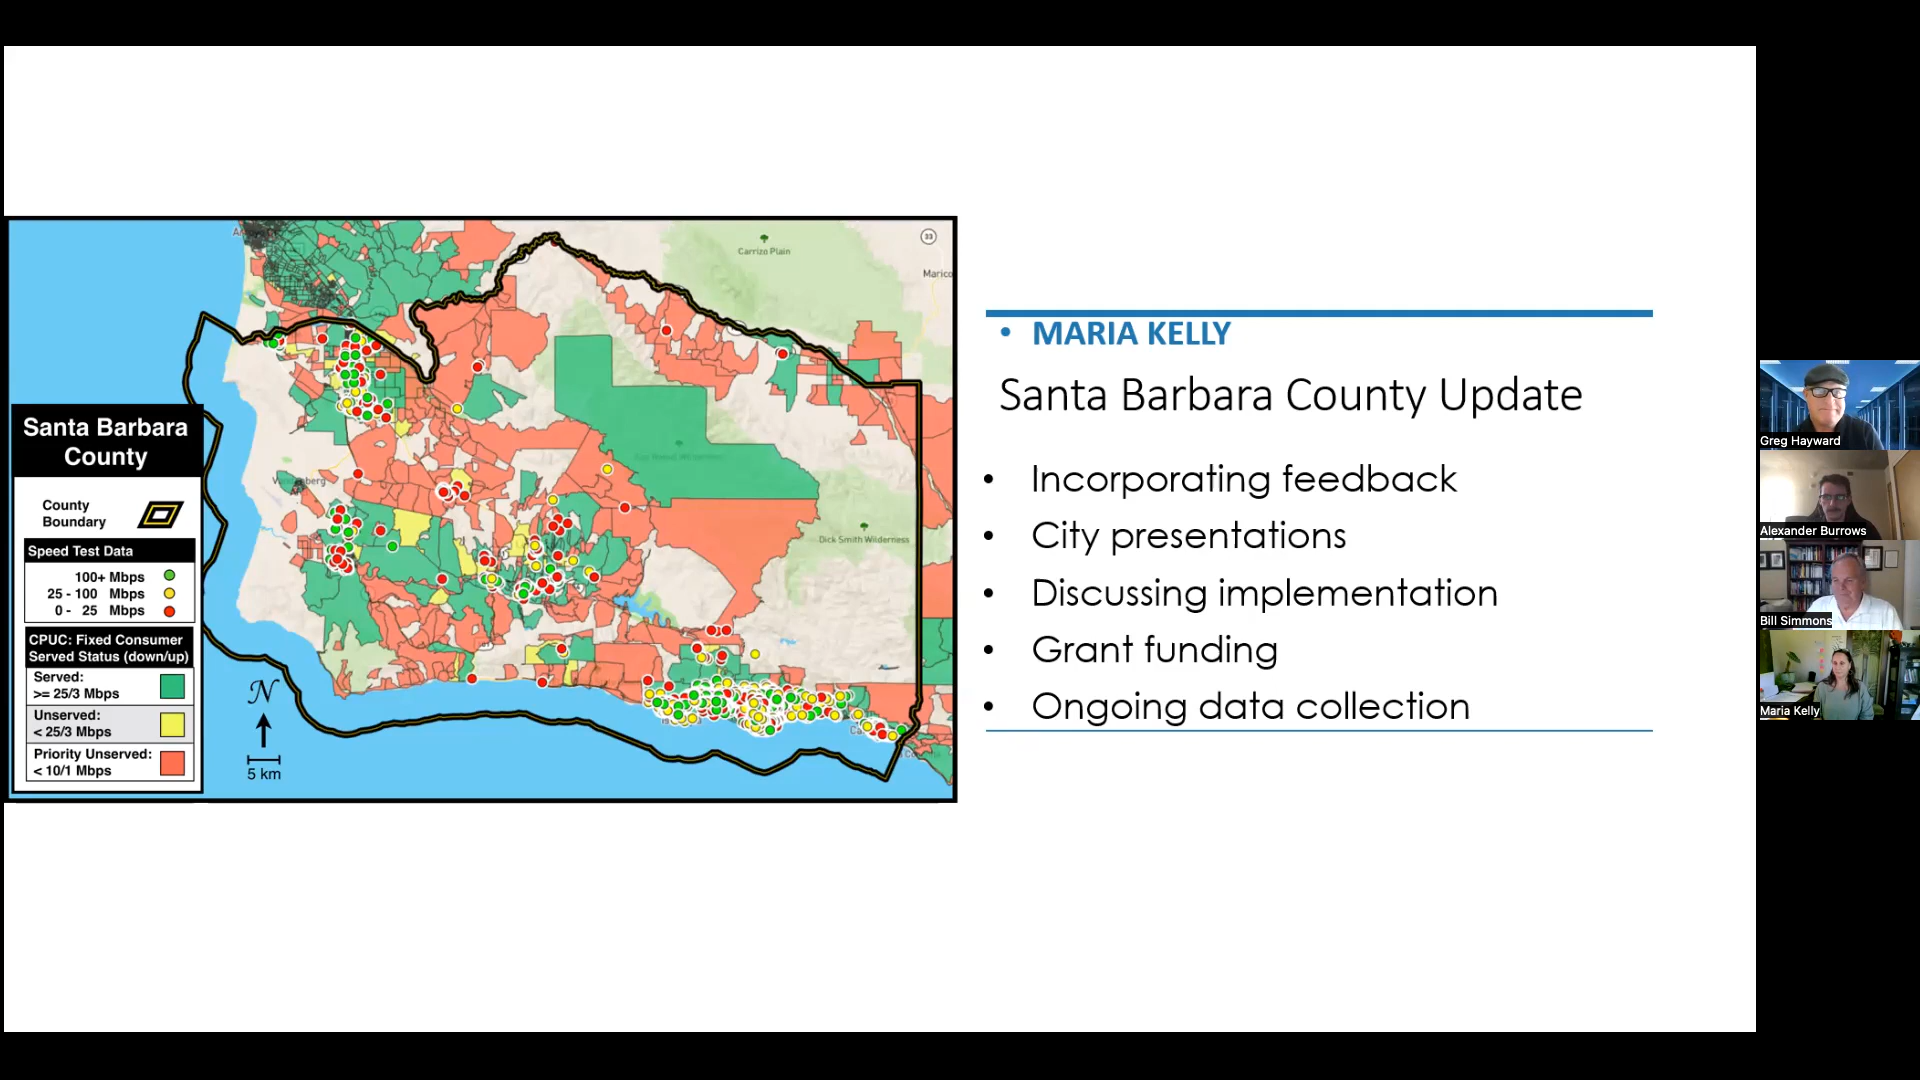 Carrizo Plain
33
Marico
Santa Barbara
County
County
Boundary
Speed Test Data
100+ Mbps
25 - 100 Mbps
0 - 25 Mbps
CPUC: Fixed Consumer
Served Status (down/up)
Served:
>= 25/3 Mbps
Unserved:
< 25/3 Mbps
Priority Unserved:
< 10/1 Mbps
N
5 km
Dick Smith Wilderness
• MARIA KELLY
Santa Barbara County Update
• Incorporating feedback
• City presentations
• Discussing implementation
• Grant funding
• Ongoing data collection
Greg Hayward
Alexander Burrows
Bill Simmons
Maria Kelly